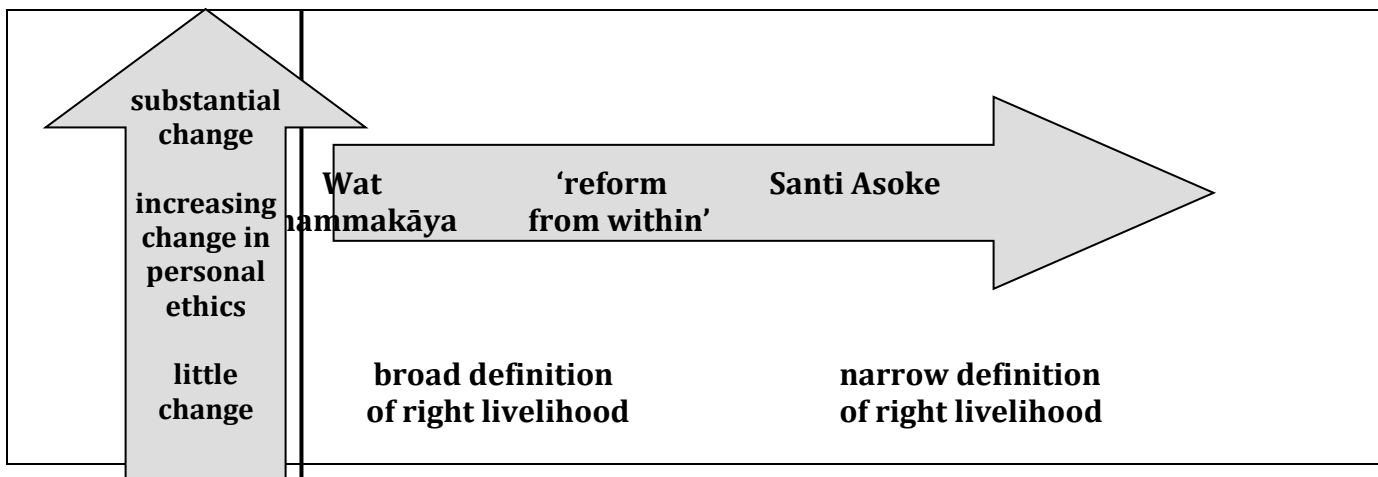 substantial
change
increasing
change in
personal
ethics
little
change
Wat
hammakāya
‘reform
from within’
Santi Asoke
broad definition
of right livelihood
narrow definition
of right livelihood